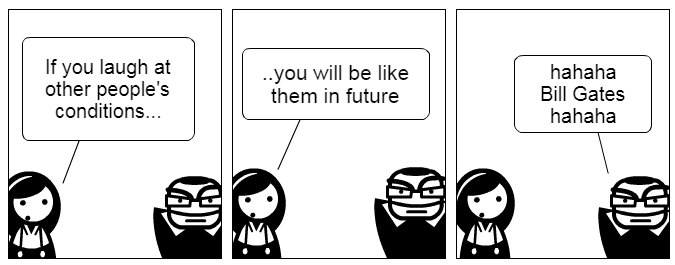 If you laugh at
other people's
conditions...
..you will be like
them in future
hahaha
Bill Gates
hahaha